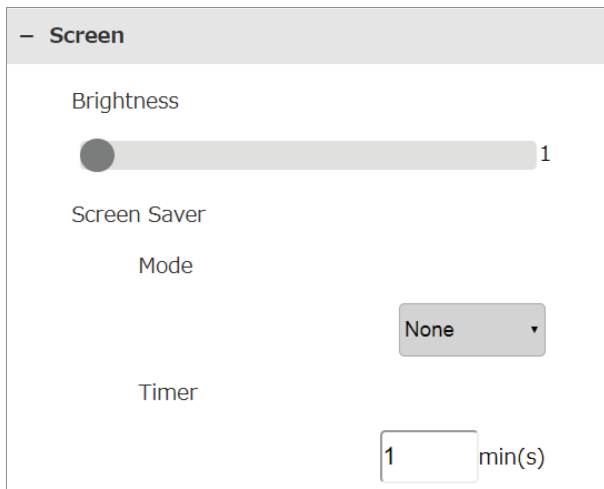 − Screen
Brightness
1
Screen Saver
Mode
None
Timer
1 min(s)